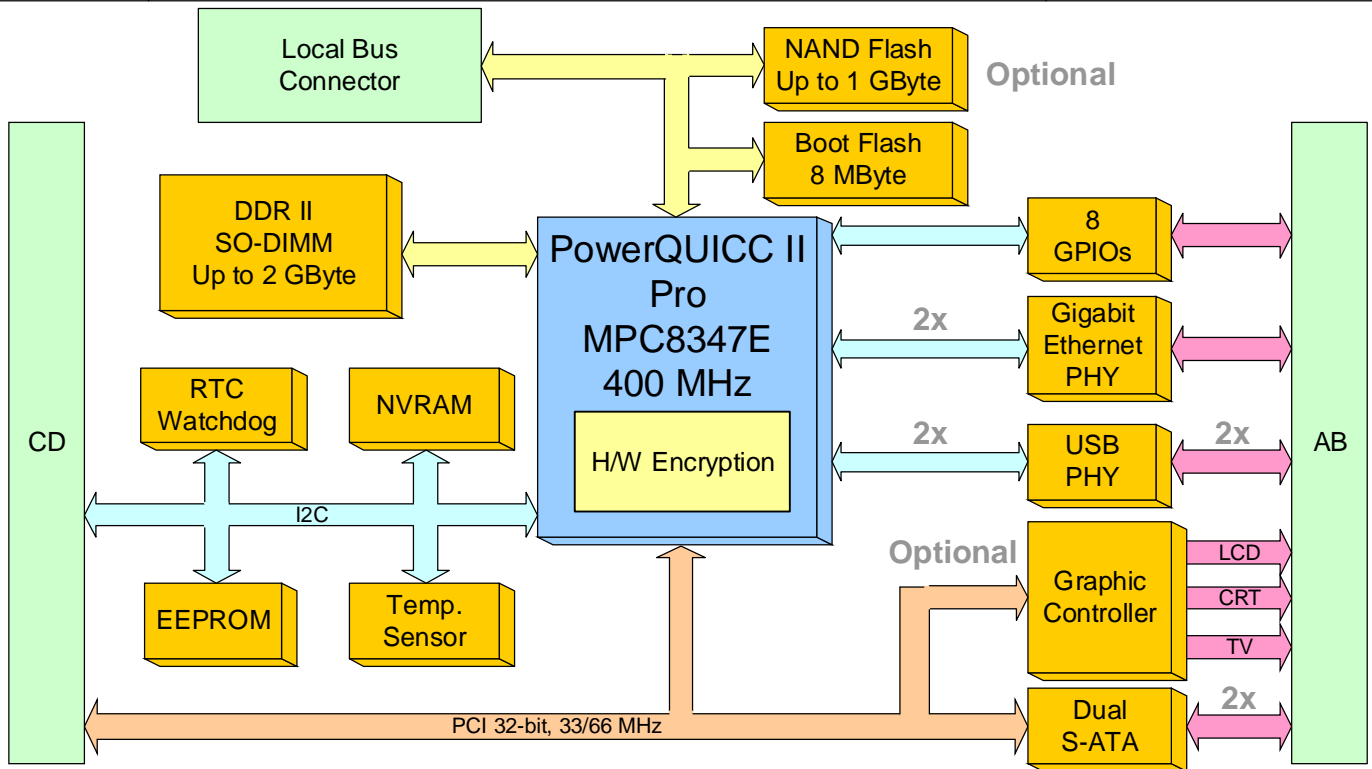 Local Bus
Connector
NAND Flash
Up to 1 GByte
Optional
Boot Flash
8 MByte
DDR II
SO-DIMM
Up to 2 GByte
PowerQUICC II
Pro
MPC8347E
400 MHz
H/W Encryption
8
GPIOs
2x
Gigabit
Ethernet
PHY
2x
USB
PHY
2x
RTC
Watchdog
NVRAM
CD
AB
I2C
EEPROM
Temp.
Sensor
Optional
Graphic
Controller
LCD
CRT
TV
PCI 32-bit, 33/66 MHz
Dual
S-ATA
2x